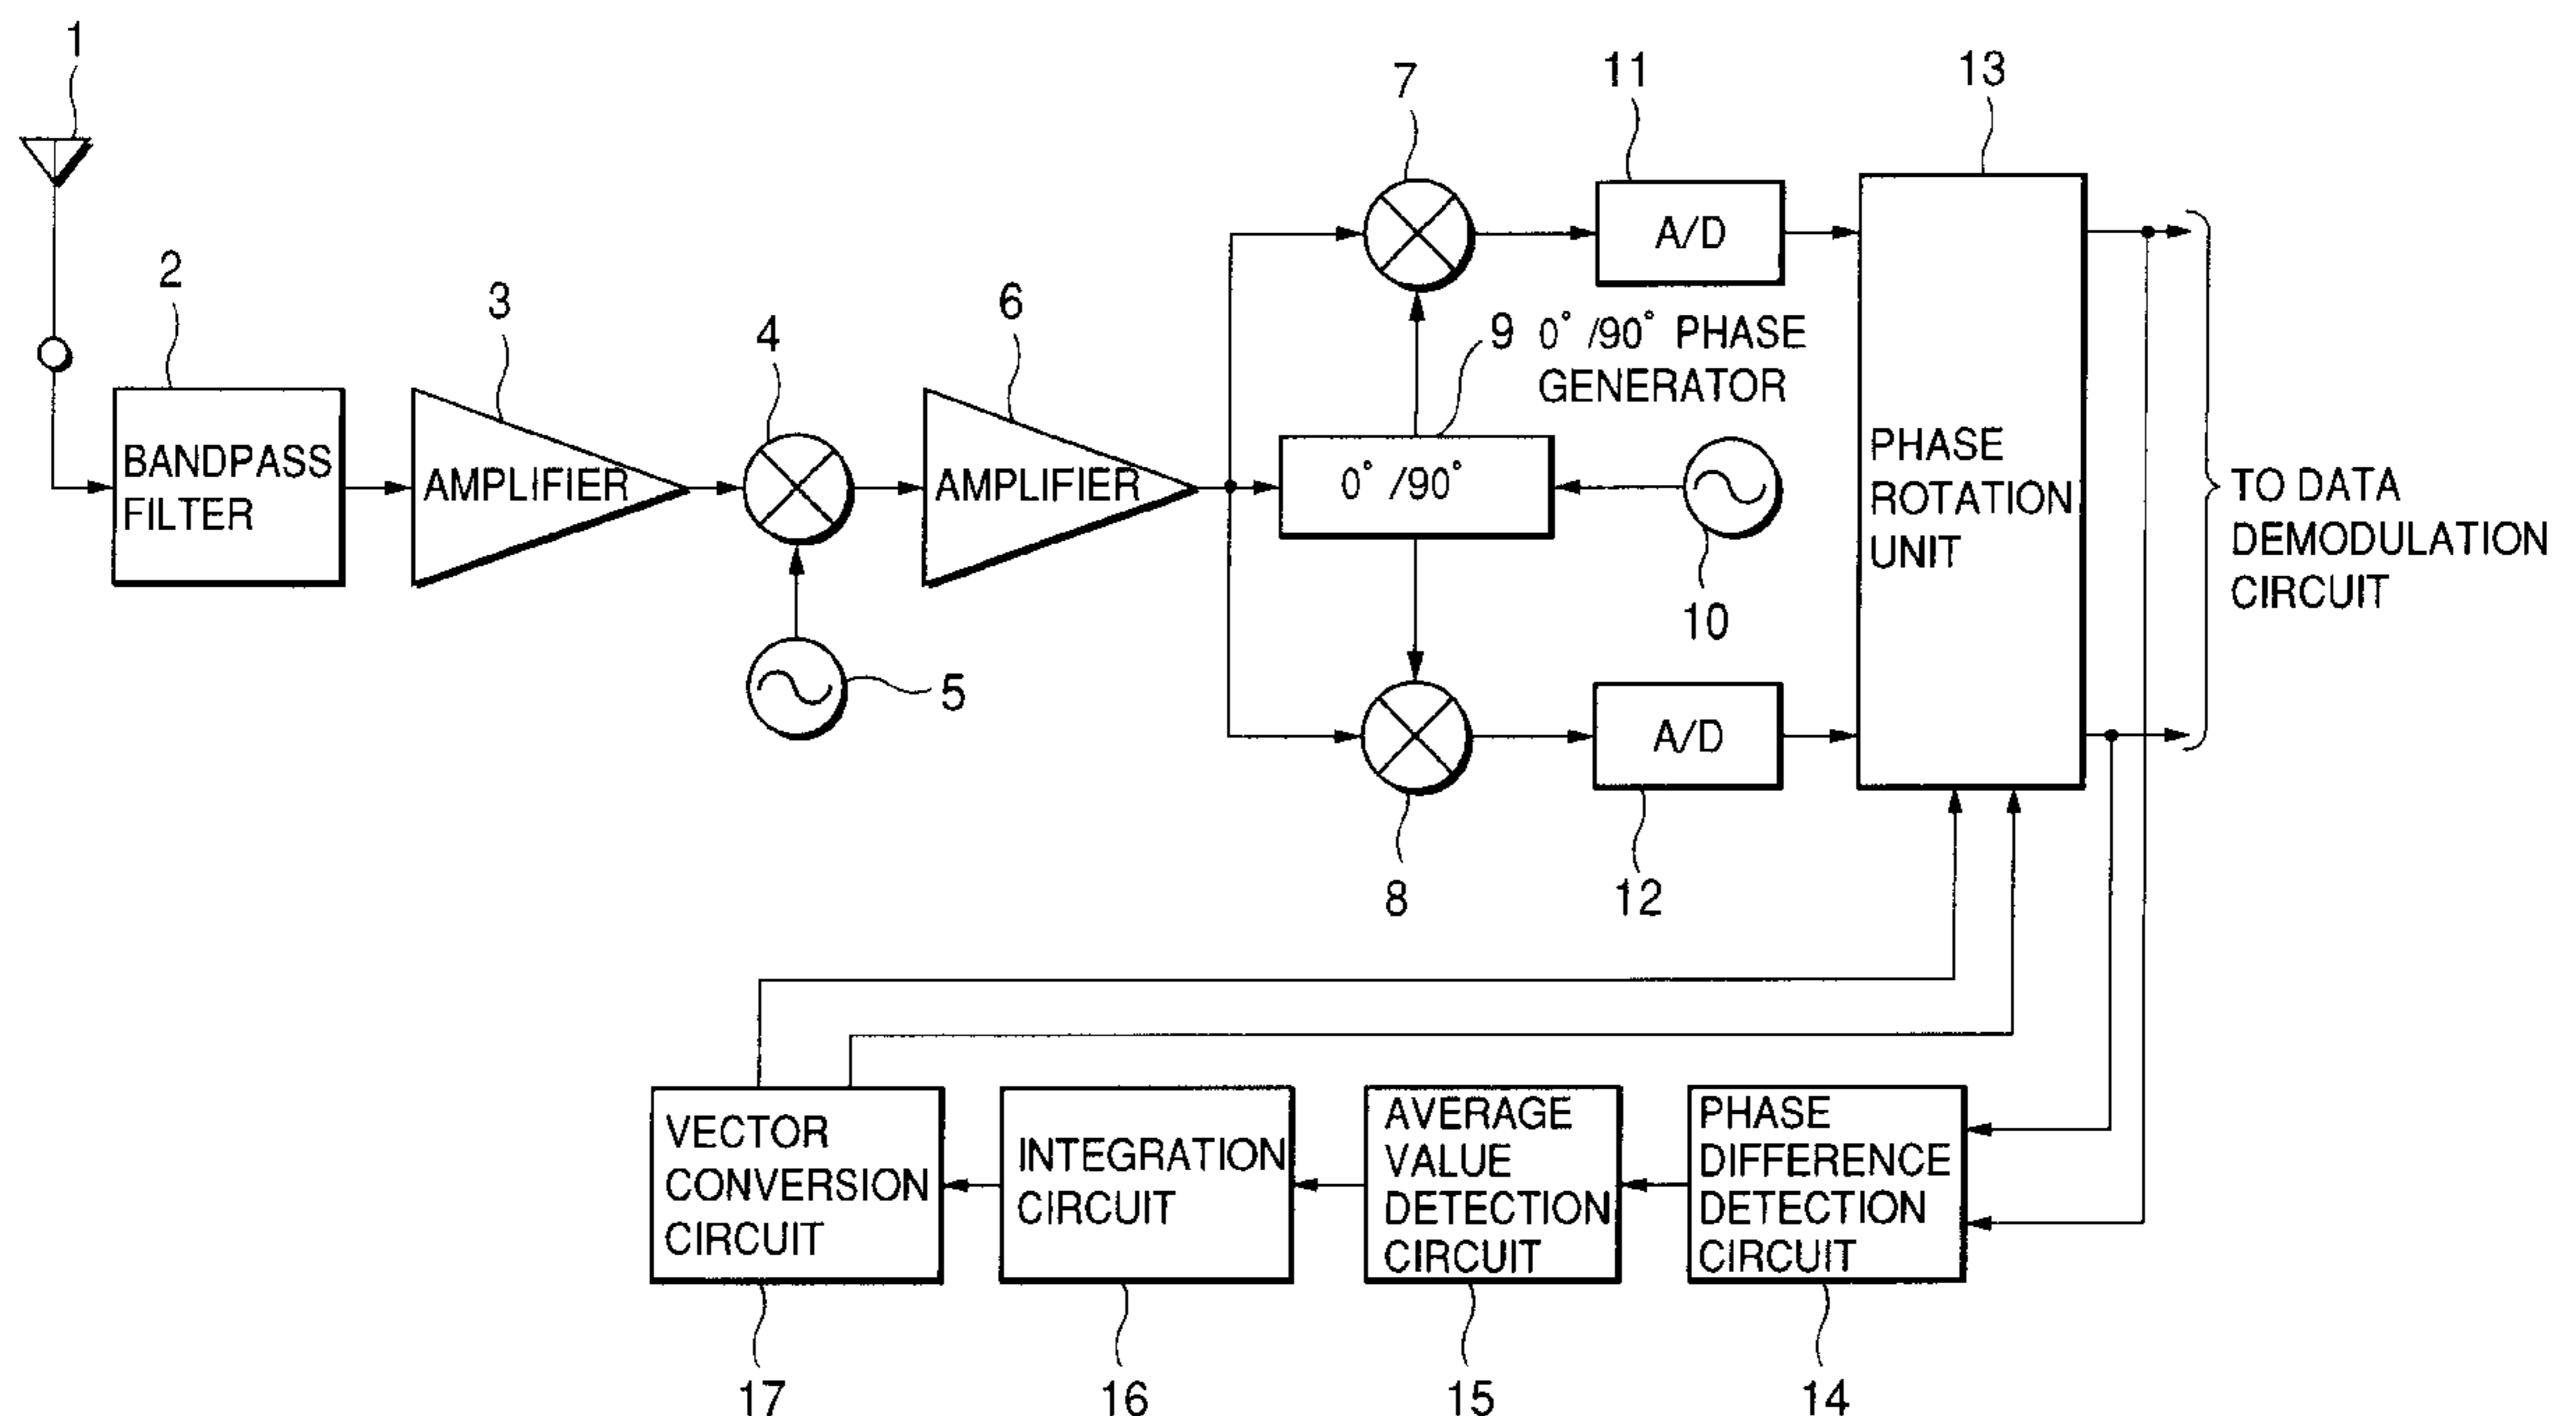 1
2
3
4
5
6
7
8
9 0° /90° PHASE
GENERATOR
10
11
12
13
BANDPASS
FILTER
AMPLIFIER
AMPLIFIER
0° /90°
A/D
A/D
PHASE
ROTATION
UNIT
TO DATA
DEMODULATION
CIRCUIT
VECTOR
CONVERSION
CIRCUIT
INTEGRATION
CIRCUIT
AVERAGE
VALUE
DETECTION
CIRCUIT
PHASE
DIFFERENCE
DETECTION
CIRCUIT
17
16
15
14